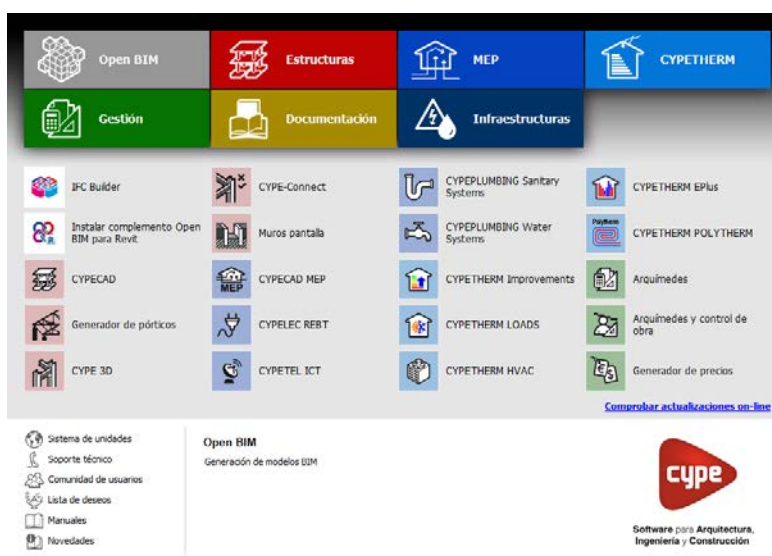 Open BIM
Estructuras
MEP
CYPETHERM
Gestión
Documentación
Infraestructuras
IFC Builder
CYPE-Connect
CYPEPLUMBING Sanitary
Systems
CYPETHERM EPlus
Instalar complemento Open
BIM para Revit
Muros pantalla
CYPEPLUMBING Water
Systems
Polytherm
CYPETHERM POLYTHERM
CYPECAD
MEP
CYPECAD MEP
CYPETHERM Improvements
Arquímedes
Generador de pórticos
CYPELEC REBT
CYPETHERM LOADS
Arquímedes y control de
obra
CYPE 3D
CYPETEL ICT
CYPETHERM HVAC
Generador de precios
Comprobar actualizaciones on-line
Sistema de unidades
Soporte técnico
Comunidad de usuarios
Lista de deseos
Manuales
Novedades
Open BIM
Generación de modelos BIM
cype
Software para Arquitectura,
Ingeniería y Construcción